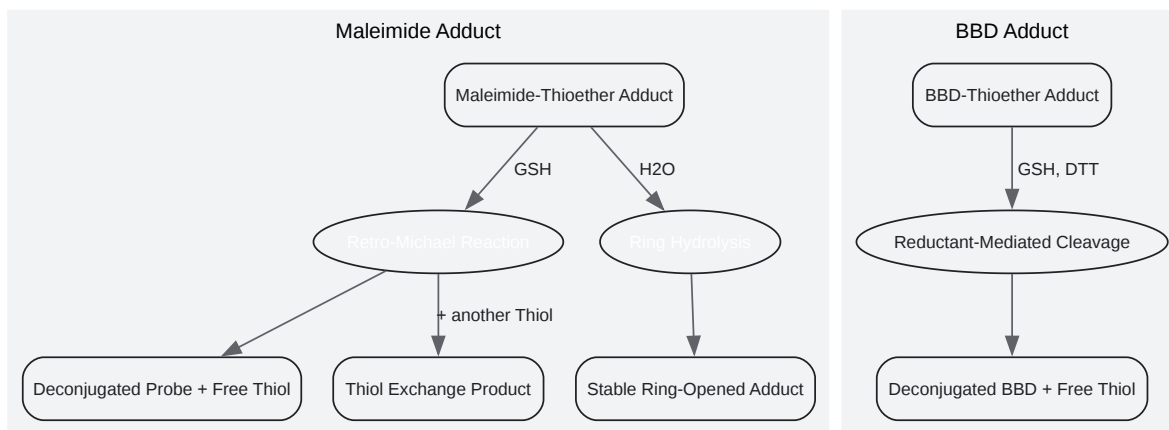 Maleimide Adduct
BBD Adduct
Maleimide-Thioether Adduct
BBD-Thioether Adduct
GSH
H2O
GSH, DTT
Retro-Michael Reaction
Ring Hydrolysis
Reductant-Mediated Cleavage
+ another Thiol
Deconjugated Probe + Free Thiol
Thiol Exchange Product
Stable Ring-Opened Adduct
Deconjugated BBD + Free Thiol